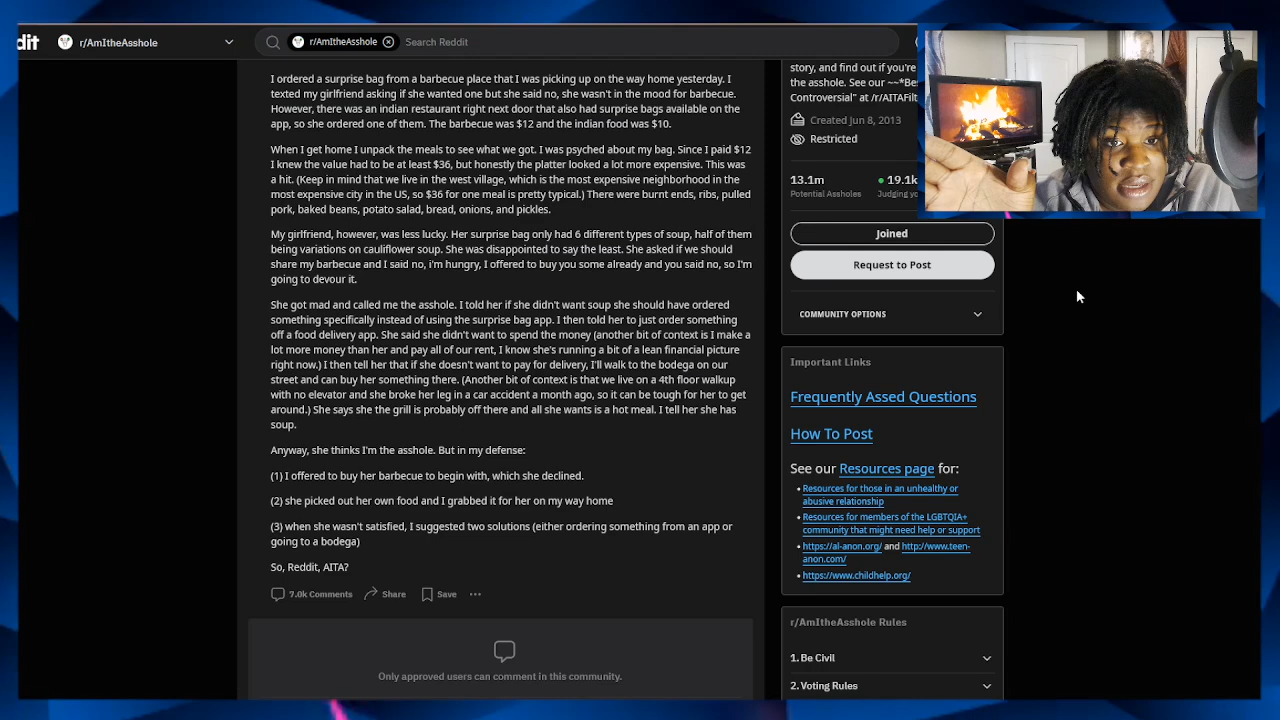 dit
r/AmItheAsshole
r/AmItheAsshole
Search Reddit
I ordered a surprise bag from a barbecue place that I was picking up on the way home yesterday. I
texted my girlfriend asking if she wanted one but she said no, she wasn't in the mood for barbecue.
However, there was an indian restaurant right next door that also had surprise bags available on the
app, so she ordered one of them. The barbecue was $12 and the indian food was $10.
When I get home I unpack the meals to see what we got. I was psyched about my bag. Since I paid $12
I knew the value had to be at least $36, but honestly the platter looked a lot more expensive. This was
a hit. (Keep in mind that we live in the west village, which is the most expensive neighborhood in the
most expensive city in the US, so $36 for one meal is pretty typical.) There were burnt ends, ribs, pulled
pork, baked beans, potato salad, bread, onions, and pickles.
My girlfriend, however, was less lucky. Her surprise bag only had 6 different types of soup, half of them
being variations on cauliflower soup. She was disappointed to say the least. She asked if we should
share my barbecue and I said no, i'm hungry, I offered to buy you some already and you said no, so I'm
going to devour it.
She got mad and called me the asshole. I told her if she didn't want soup she should have ordered
something specifically instead of using the surprise bag app. I then told her to just order something
off a food delivery app. She said she didn't want to spend the money (another bit of context is I make a
lot more money than her and pay all of our rent, I know she's running a bit of a lean financial picture
right now.) I then tell her that if she doesn't want to pay for delivery, I'll walk to the bodega on our
street and can buy her something there. (Another bit of context is that we live on a 4th floor walkup
with no elevator and she broke her leg in a car accident a month ago, so it can be tough for her to get
around.) She says she the grill is probably off there and all she wants is a hot meal. I tell her she has
soup.
Anyway, she thinks I'm the asshole. But in my defense:
(1) I offered to buy her barbecue to begin with, which she declined.
(2) she picked out her own food and I grabbed it for her on my way home
(3) when she wasn't satisfied, I suggested two solutions (either ordering something from an app or
going to a bodega)
So, Reddit, AITA?
7.0k Comments
Share
Save
Only approved users can comment in this community.
story, and find out if you're
the asshole. See our ~~*Bes
Controversial" at /r/AITAFilt
Created Jun 8, 2013
Restricted
13.1m
19.1k
Potential Assholes
Judging yo
Joined
Request to Post
COMMUNITY OPTIONS
Important Links
Frequently Assed Questions
How To Post
See our Resources page for:
• Resources for those in an unhealthy or
abusive relationship
• Resources for members of the LGBTQIA+
community that might need help or support
• https://al-anon.org/ and http://www.teen-
anon.com/
• https://www.childhelp.org/
r/AmItheAsshole Rules
1. Be Civil
2. Voting Rules